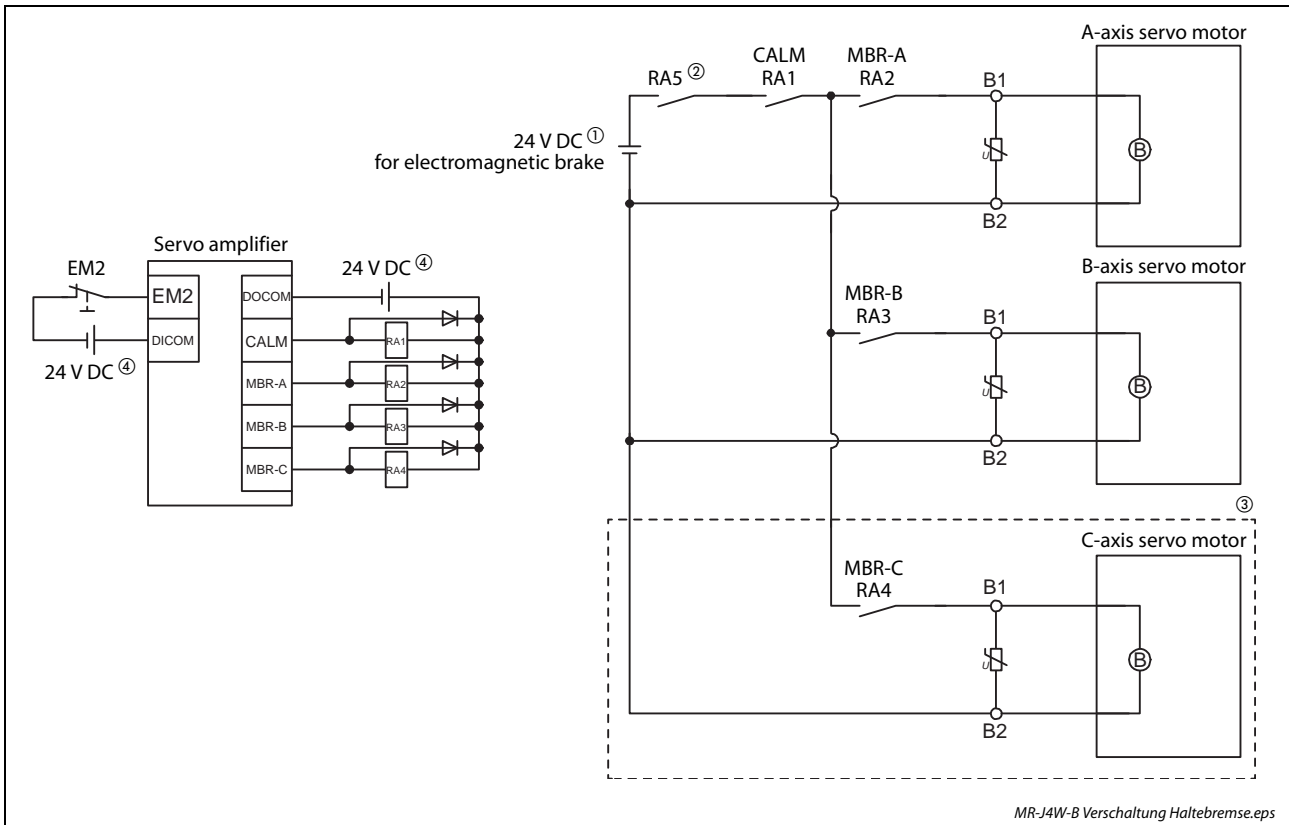 A-axis servo motor
CALM MBR-A
RA5 ② RA1 RA2 B1
24 V DC ①
for electromagnetic brake
U
B
B2
Servo amplifier
EM2
24 V DC ④
EM2
DOCOM
DICOM
CALM
RA1
24 V DC ④
MBR-A
RA2
MBR-B
RA3
MBR-C
RA4
B-axis servo motor
MBR-B
RA3
B1
U
B
B2
③
C-axis servo motor
MBR-C
RA4
B1
U
B
B2
MR-J4W-B Verschaltung Haltebremse.eps